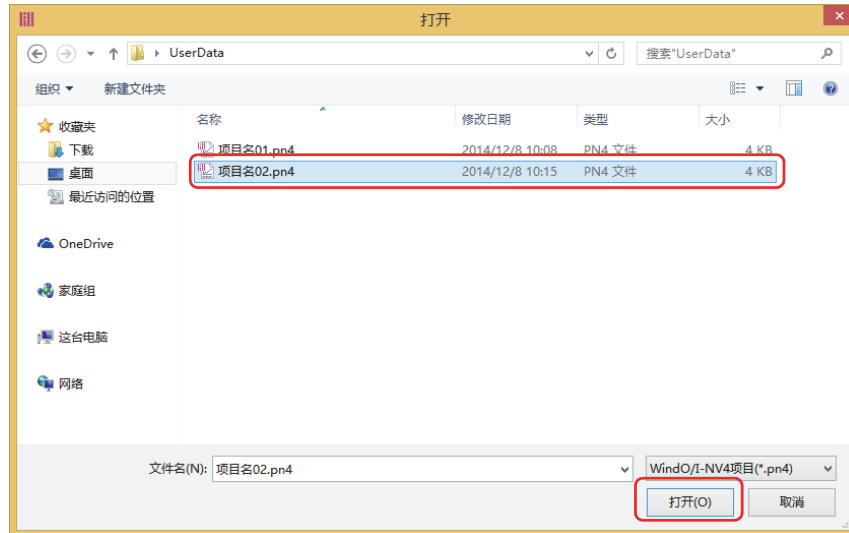 打开
UserData
搜索"UserData"
组织
新建文件夹
名称 修改日期 类型 大小
项目名01.pn4 2014/12/8 10:08 PN4 文件 4 KB
项目名02.pn4 2014/12/8 10:15 PN4 文件 4 KB
收藏夹
下载
桌面
最近访问的位置
OneDrive
家庭组
这台电脑
网络
文件名(N): 项目名02.pn4 WindO/I-NV4项目(*.pn4)
打开(O) 取消